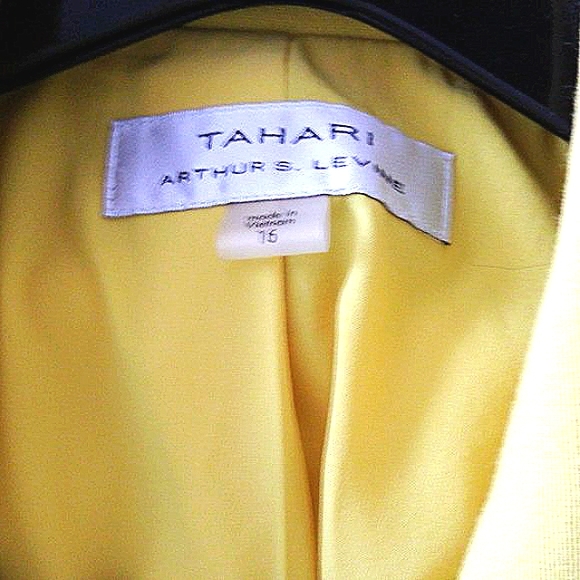 TAHARI
ARTHUR S. LEVINE
made in
Vietnam
16